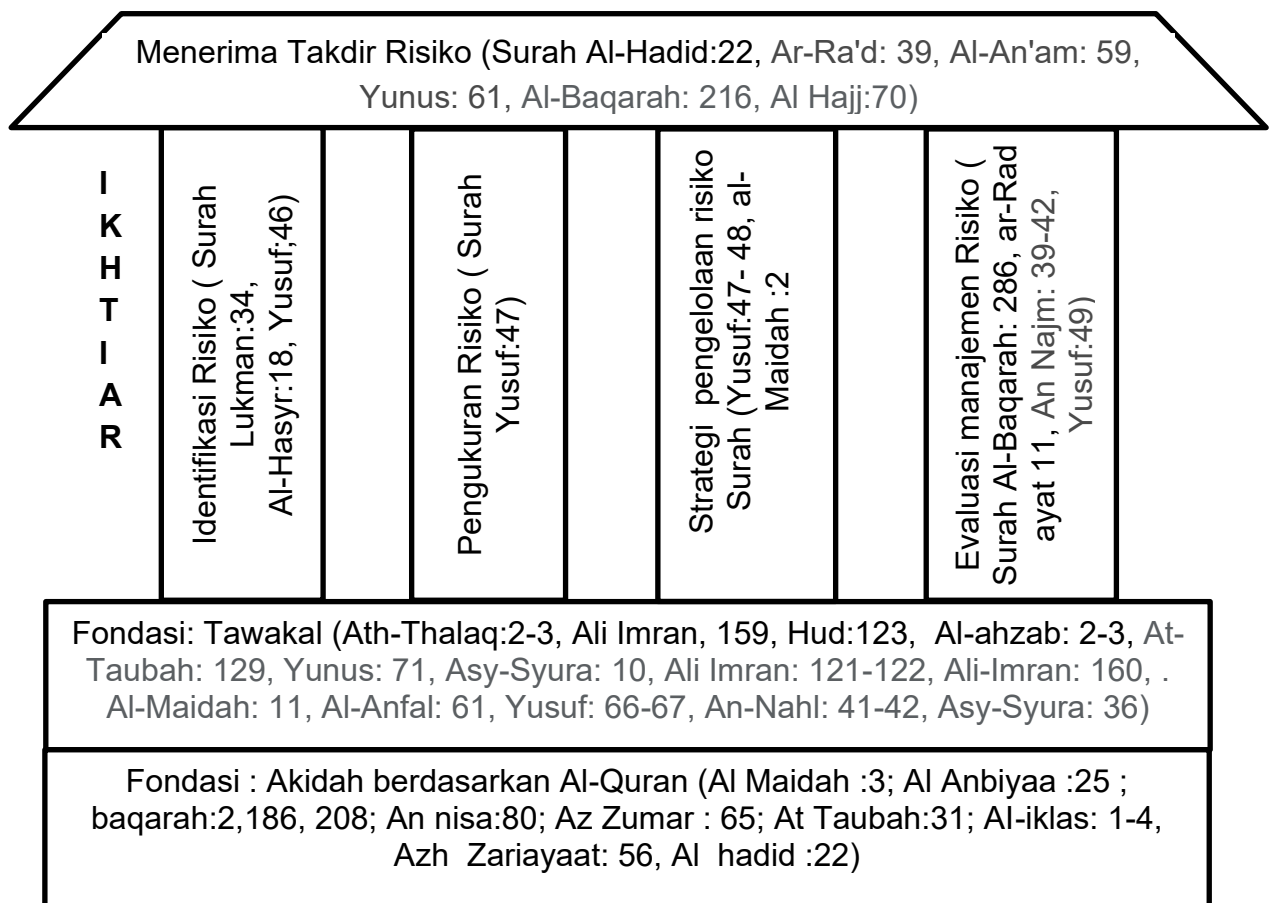 Menerima Takdir Risiko (Surah Al-Hadid:22, Ar-Ra'd: 39, Al-An'am: 59,
Yunus: 61, Al-Baqarah: 216, Al Hajj:70)
I
K
H
T
I
A
R
Identifikasi Risiko ( Surah
Lukman:34,
Al-Hasyr:18, Yusuf;46)
Pengukuran Risiko ( Surah
Yusuf:47)
Strategi pengelolaan risiko
Surah (Yusuf:47- 48, al-
Maidah :2
Evaluasi manajemen Risiko (
Surah Al-Baqarah: 286, ar-Rad
ayat 11, An Najm: 39-42,
Yusuf:49)
Fondasi: Tawakal (Ath-Thalaq:2-3, Ali Imran, 159, Hud:123, Al-ahzab: 2-3, At-
Taubah: 129, Yunus: 71, Asy-Syura: 10, Ali Imran: 121-122, Ali-Imran: 160, .
Al-Maidah: 11, Al-Anfal: 61, Yusuf: 66-67, An-Nahl: 41-42, Asy-Syura: 36)
Fondasi : Akidah berdasarkan Al-Quran (Al Maidah :3; Al Anbiyaa :25 ;
baqarah:2,186, 208; An nisa:80; Az Zumar : 65; At Taubah:31; Al-iklas: 1-4,
Azh Zariayaat: 56, Al hadid :22)